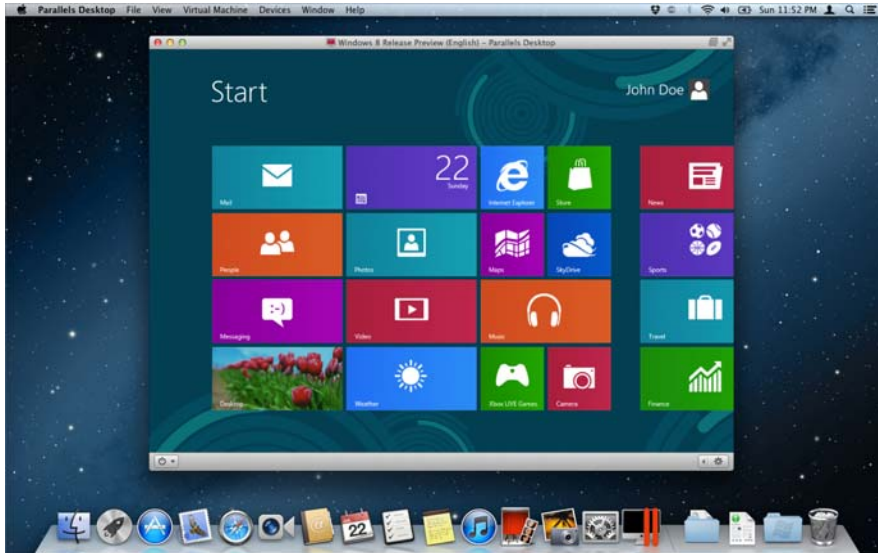 Parallels Desktop File View Virtual Machine Devices Window Help
Sun 11:52 PM
Windows 8 Release Preview (English) – Parallels Desktop
Start
John Doe
22
Sunday
Mail
Internet Explorer
Store
News
People
Photos
Maps
SkyDrive
Sports
:-)
Messaging
Video
Music
Travel
Desktop
Weather
Xbox LIVE Games
Camera
Finance
22